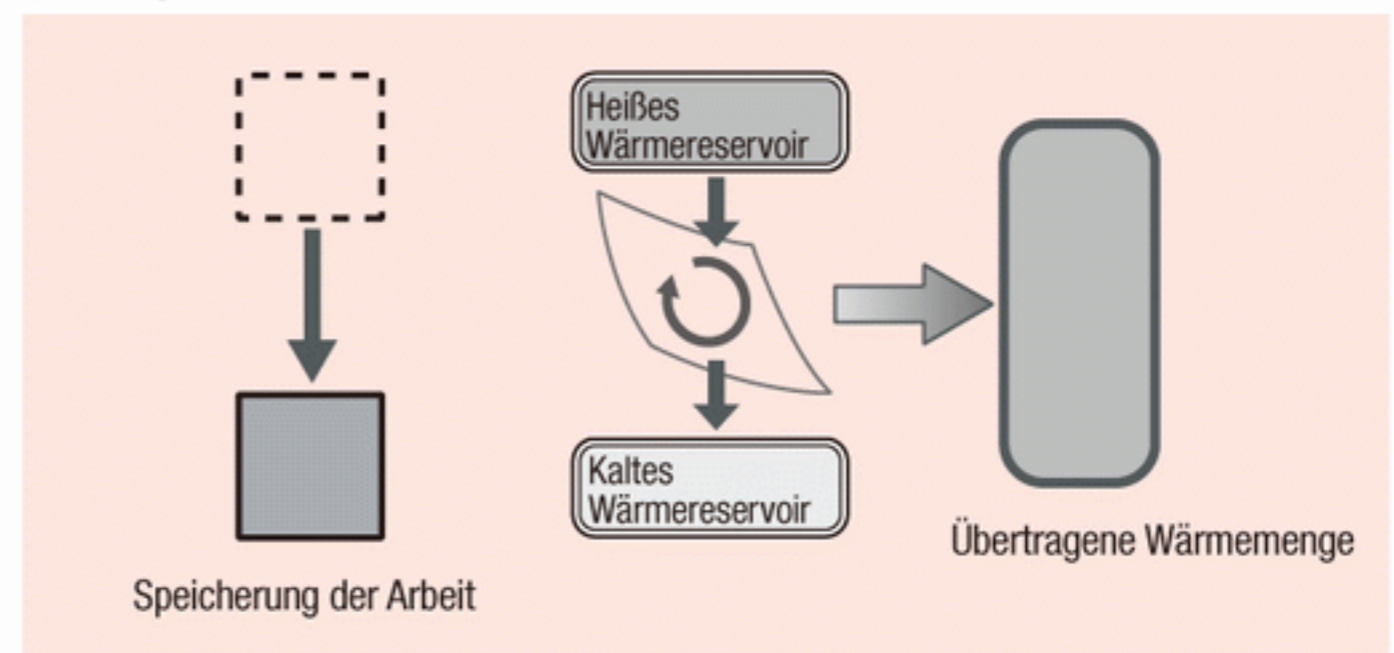 Heißes
Wärmereservoir
Kaltes
Wärmereservoir
Übertragene Wärmemenge
Speicherung der Arbeit